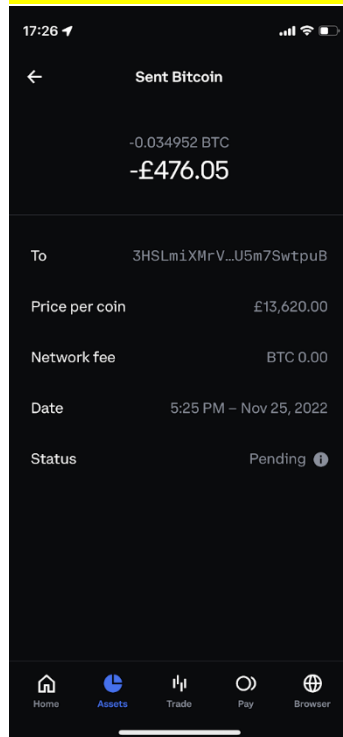 17:26
Sent Bitcoin
-0.034952 BTC
-£476.05
To 3HSLmiXMrV…U5m7SwtpuB
Price per coin £13,620.00
Network fee BTC 0.00
Date 5:25 PM – Nov 25, 2022
Status Pending
Home Assets Trade Pay Browser